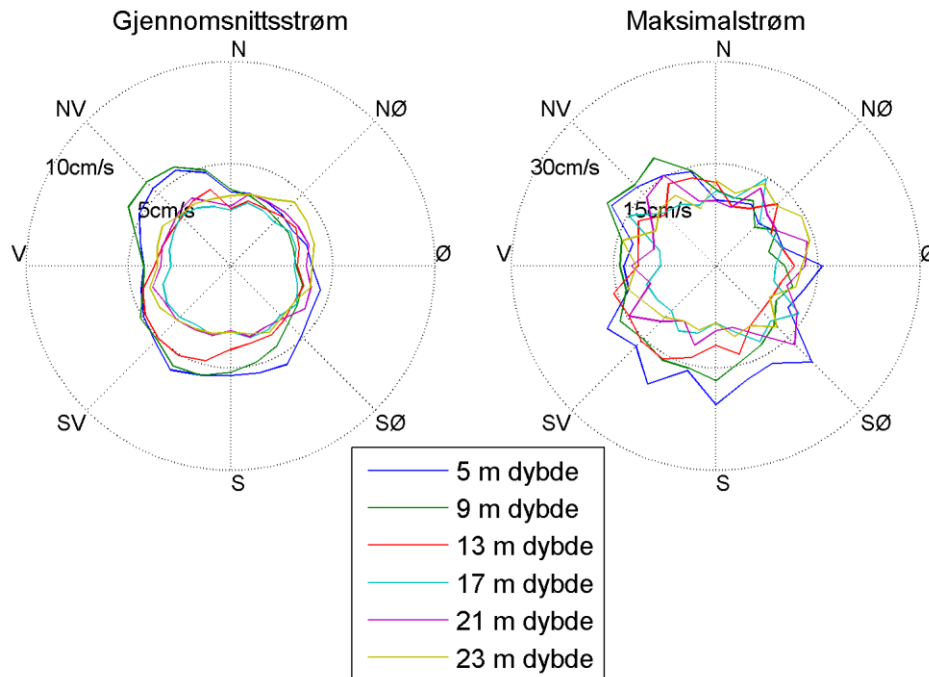 Gjennomsnittsstrøm
N
NV
NØ
10cm/s
5cm/s
V
Ø
SV
SØ
S
Maksimalstrøm
N
NV
NØ
30cm/s
15cm/s
V
Ø
SV
SØ
S
5 m dybde
9 m dybde
13 m dybde
17 m dybde
21 m dybde
23 m dybde